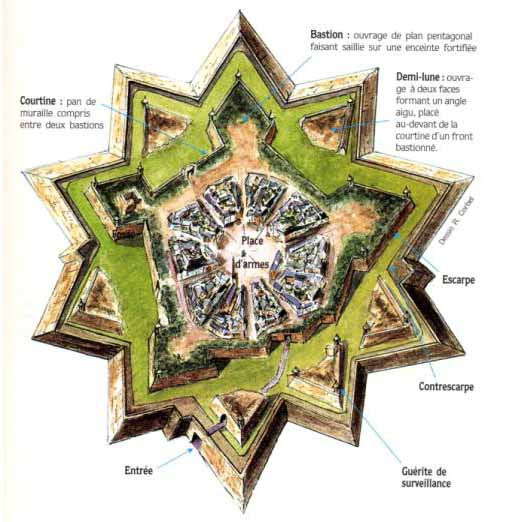 Bastion : ouvrage de plan pentagonal
faisant saillie sur une enceinte fortifiée
Demi-lune : ouvra-
ge à deux faces
formant un angle
aigu, placé
au-devant de la
courtine d'un front
bastionné.
Courtine : pan de
muraille compris
entre deux bastions
Place
d'armes
Dessin R. Corbel
Escarpe
Contrescarpe
Entrée
Guérite de
surveillance